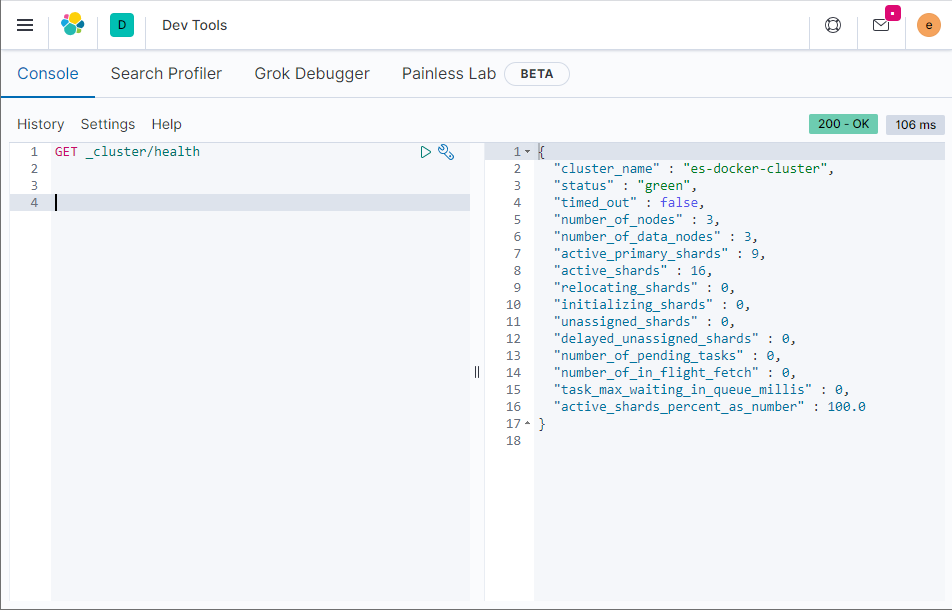 D Dev Tools e
Console Search Profiler Grok Debugger Painless Lab BETA
History Settings Help 200 - OK 106 ms
1 GET _cluster/health
2
3
4
1 {
2 "cluster_name" : "es-docker-cluster",
3 "status" : "green",
4 "timed_out" : false,
5 "number_of_nodes" : 3,
6 "number_of_data_nodes" : 3,
7 "active_primary_shards" : 9,
8 "active_shards" : 16,
9 "relocating_shards" : 0,
10 "initializing_shards" : 0,
11 "unassigned_shards" : 0,
12 "delayed_unassigned_shards" : 0,
13 "number_of_pending_tasks" : 0,
14 "number_of_in_flight_fetch" : 0,
15 "task_max_waiting_in_queue_millis" : 0,
16 "active_shards_percent_as_number" : 100.0
17 }
18